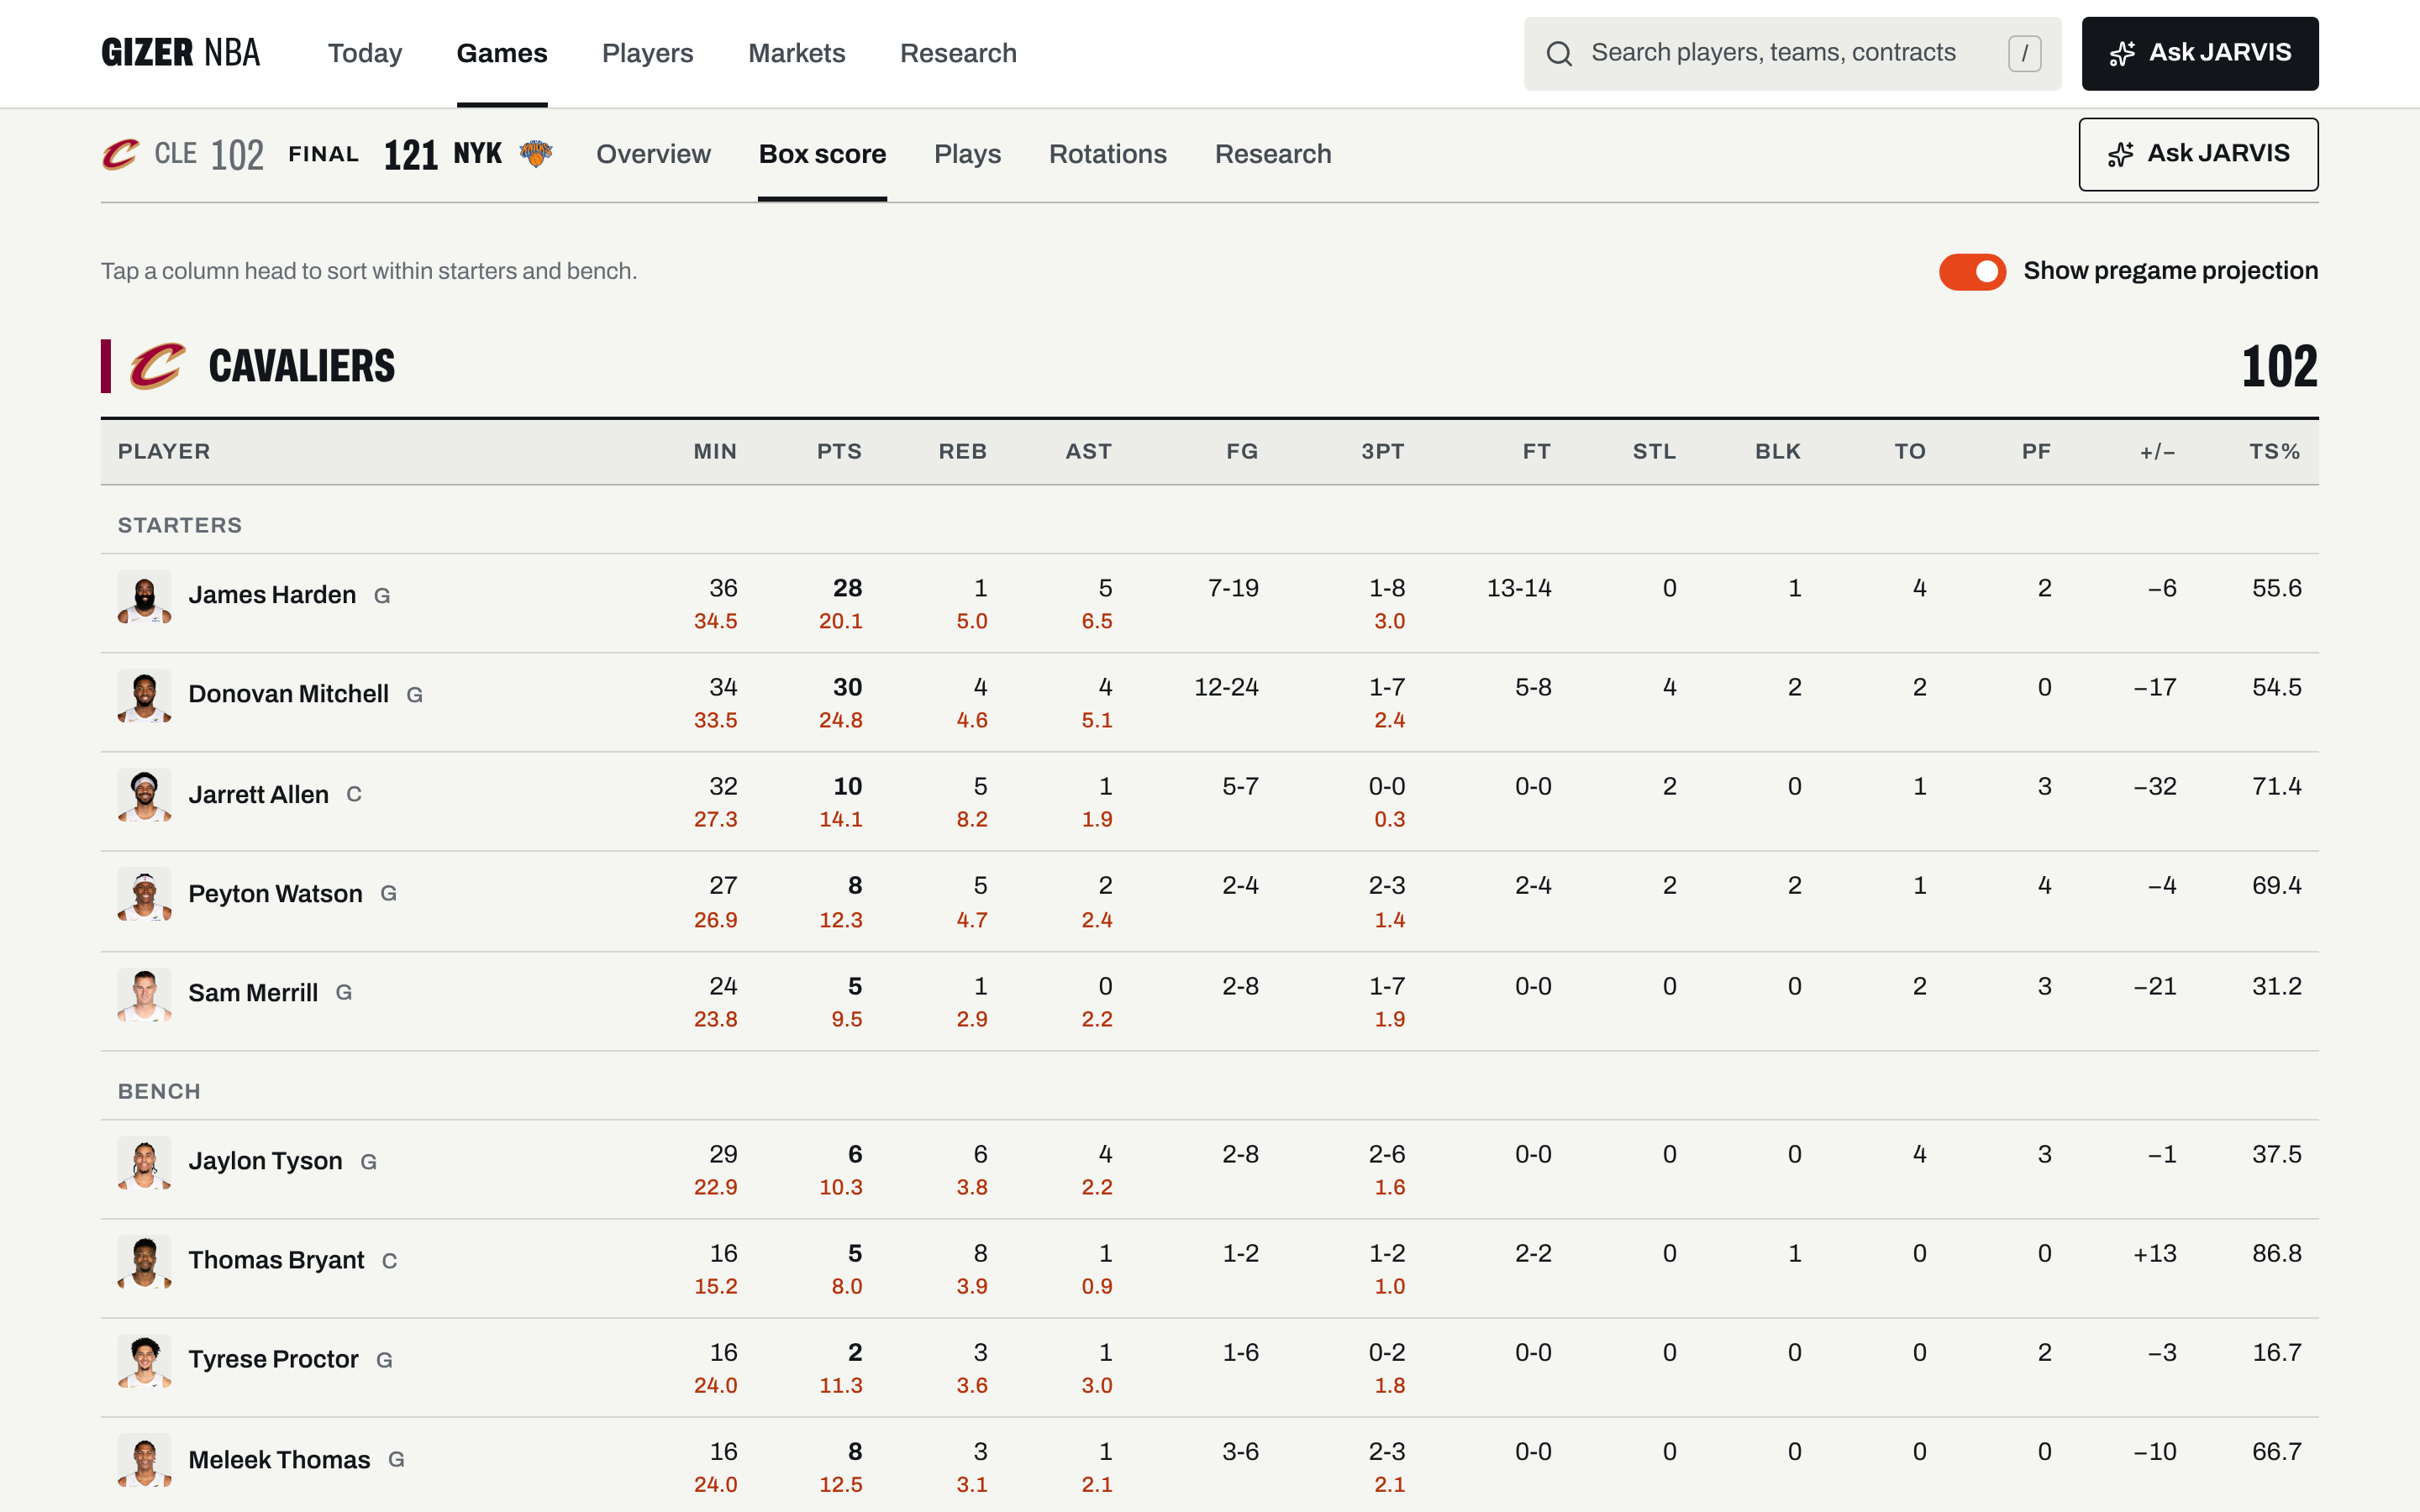 GIZER NBA Today Games Players Markets Research Search players, teams, contracts / Ask JARVIS
CLE 102 FINAL 121 NYK Overview Box score Plays Rotations Research Ask JARVIS
Tap a column head to sort within starters and bench. Show pregame projection
CAVALIERS 102
PLAYER MIN PTS REB AST FG 3PT FT STL BLK TO PF +/− TS%
STARTERS
James Harden G 36 28 1 5 7-19 1-8 13-14 0 1 4 2 −6 55.6
34.5 20.1 5.0 6.5 3.0
Donovan Mitchell G 34 30 4 4 12-24 1-7 5-8 4 2 2 0 −17 54.5
33.5 24.8 4.6 5.1 2.4
Jarrett Allen C 32 10 5 1 5-7 0-0 0-0 2 0 1 3 −32 71.4
27.3 14.1 8.2 1.9 0.3
Peyton Watson G 27 8 5 2 2-4 2-3 2-4 2 2 1 4 −4 69.4
26.9 12.3 4.7 2.4 1.4
Sam Merrill G 24 5 1 0 2-8 1-7 0-0 0 0 2 3 −21 31.2
23.8 9.5 2.9 2.2 1.9
BENCH
Jaylon Tyson G 29 6 6 4 2-8 2-6 0-0 0 0 4 3 −1 37.5
22.9 10.3 3.8 2.2 1.6
Thomas Bryant C 16 5 8 1 1-2 1-2 2-2 0 1 0 0 +13 86.8
15.2 8.0 3.9 0.9 1.0
Tyrese Proctor G 16 2 3 1 1-6 0-2 0-0 0 0 0 2 −3 16.7
24.0 11.3 3.6 3.0 1.8
Meleek Thomas G 16 8 3 1 3-6 2-3 0-0 0 0 0 0 −10 66.7
24.0 12.5 3.1 2.1 2.1